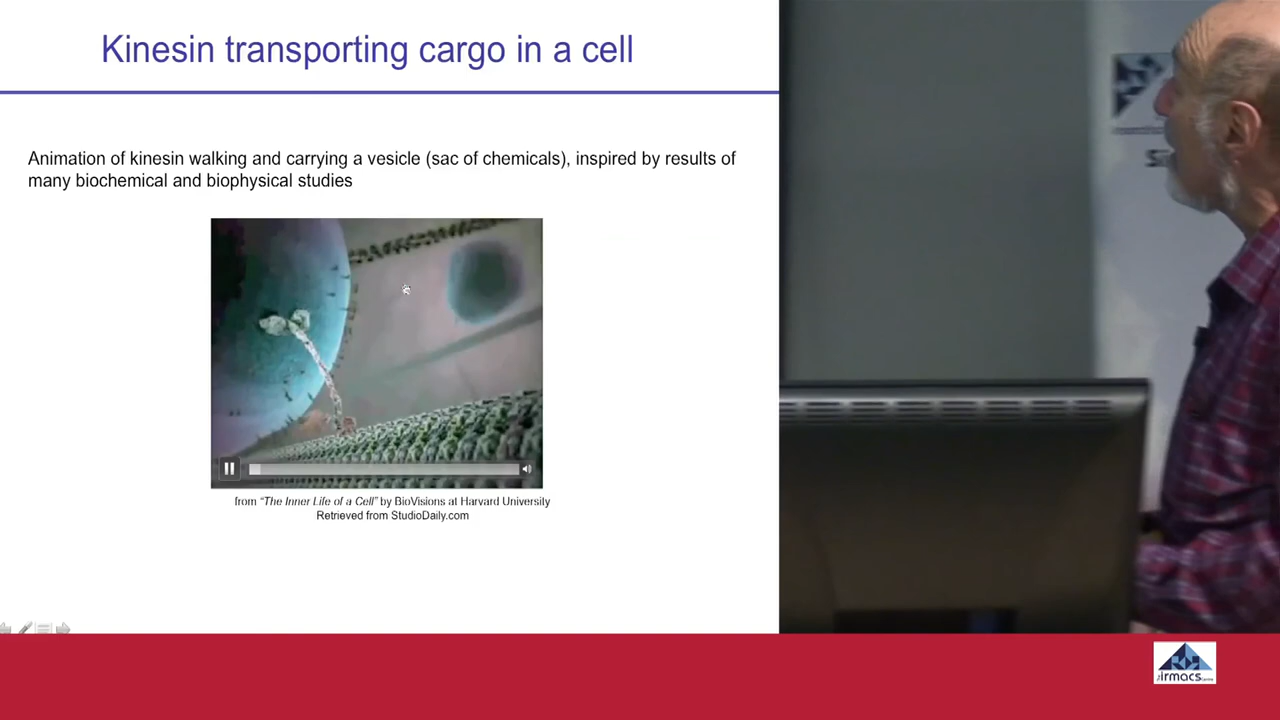 Kinesin transporting cargo in a cell
Animation of kinesin walking and carrying a vesicle (sac of chemicals), inspired by results of
many biochemical and biophysical studies
from “The Inner Life of a Cell” by BioVisions at Harvard University
Retrieved from StudioDaily.com
irmacs